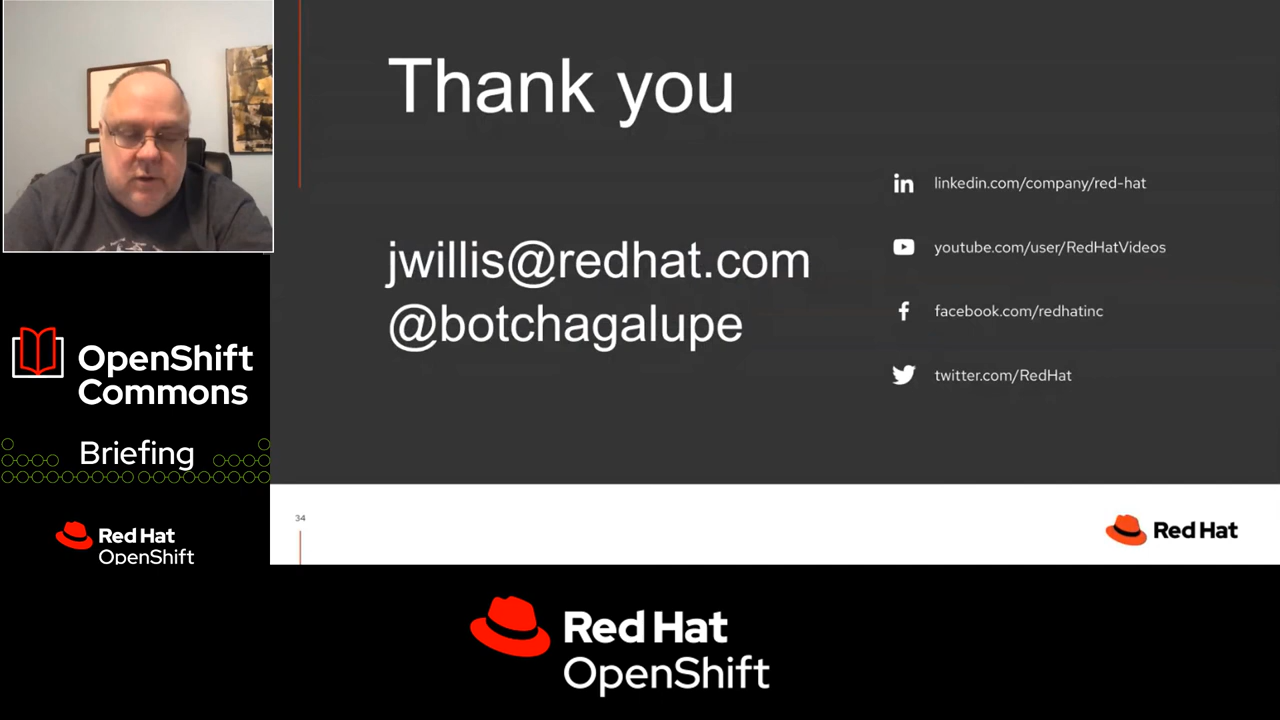 Thank you
jwillis@redhat.com
@botchagalupe
linkedin.com/company/red-hat
youtube.com/user/RedHatVideos
facebook.com/redhatinc
twitter.com/RedHat
OpenShift
Commons
Briefing
Red Hat
OpenShift
34
Red Hat
Red Hat
OpenShift